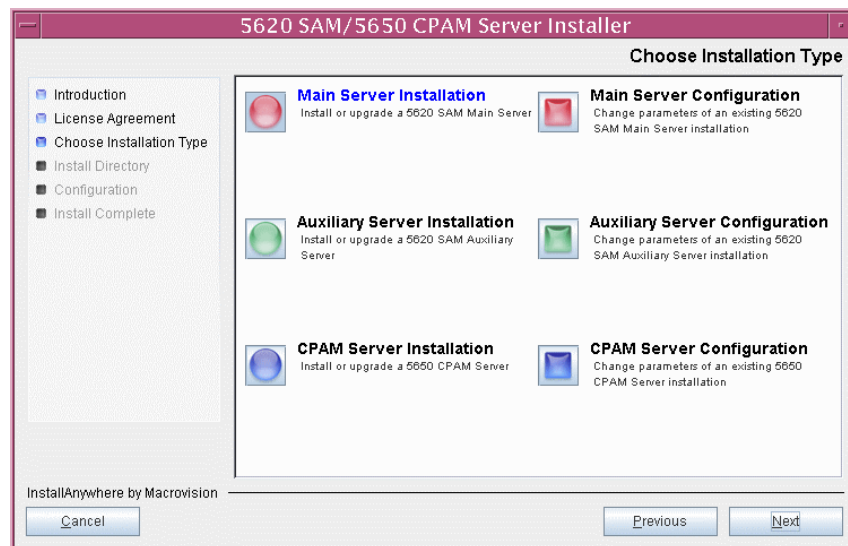 5620 SAM/5650 CPAM Server Installer
Choose Installation Type
Introduction
License Agreement
Choose Installation Type
Install Directory
Configuration
Install Complete
Main Server Installation
Install or upgrade a 5620 SAM Main Server
Main Server Configuration
Change parameters of an existing 5620
SAM Main Server installation
Auxiliary Server Installation
Install or upgrade a 5620 SAM Auxiliary
Server
Auxiliary Server Configuration
Change parameters of an existing 5620
SAM Auxiliary Server installation
CPAM Server Installation
Install or upgrade a 5650 CPAM Server
CPAM Server Configuration
Change parameters of an existing 5650
CPAM Server installation
InstallAnywhere by Macrovision
Cancel
Previous
Next